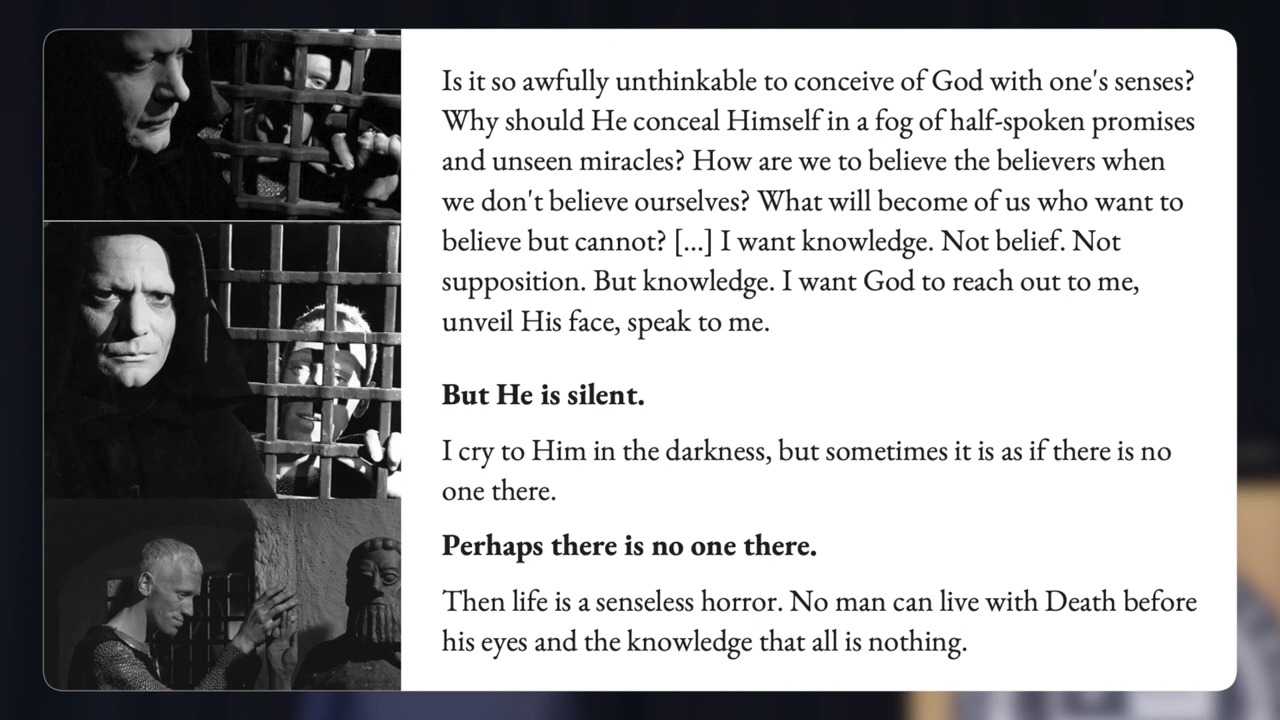 Is it so awfully unthinkable to conceive of God with one's senses?
Why should He conceal Himself in a fog of half-spoken promises
and unseen miracles? How are we to believe the believers when
we don't believe ourselves? What will become of us who want to
believe but cannot? [...] I want knowledge. Not belief. Not
supposition. But knowledge. I want God to reach out to me,
unveil His face, speak to me.
But He is silent.
I cry to Him in the darkness, but sometimes it is as if there is no
one there.
Perhaps there is no one there.
Then life is a senseless horror. No man can live with Death before
his eyes and the knowledge that all is nothing.